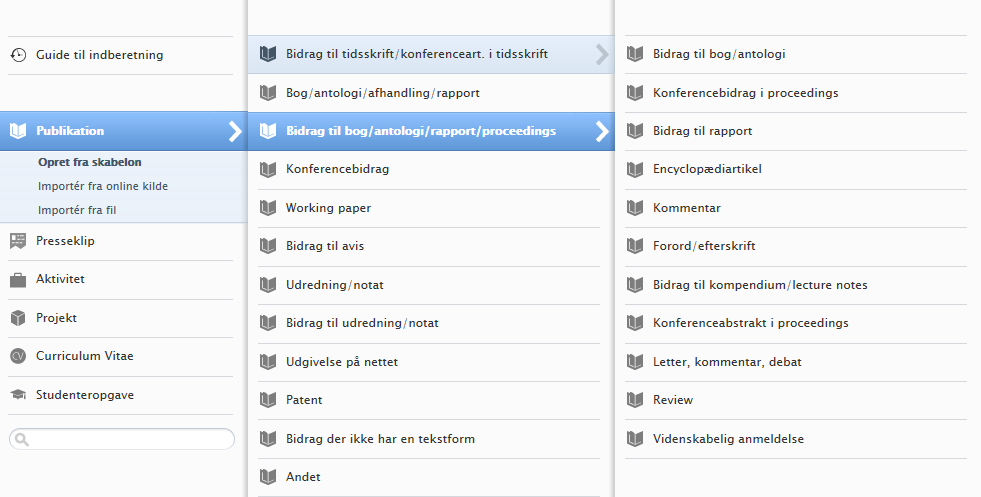 Guide til indberetning
Publikation
Opret fra skabelon
Importér fra online kilde
Importér fra fil
Presseklip
Aktivitet
Projekt
CV Curriculum Vitae
Studenteropgave
Bidrag til tidsskrift/konferenceart. i tidsskrift
Bog/antologi/afhandling/rapport
Bidrag til bog/antologi/rapport/proceedings
Konferencebidrag
Working paper
Bidrag til avis
Udredning/notat
Bidrag til udredning/notat
Udgivelse på nettet
Patent
Bidrag der ikke har en tekstform
Andet
Bidrag til bog/antologi
Konferencebidrag i proceedings
Bidrag til rapport
Encyclopædiartikel
Kommentar
Forord/efterskrift
Bidrag til kompendium/lecture notes
Konferenceabstrakt i proceedings
Letter, kommentar, debat
Review
Videnskabelig anmeldelse